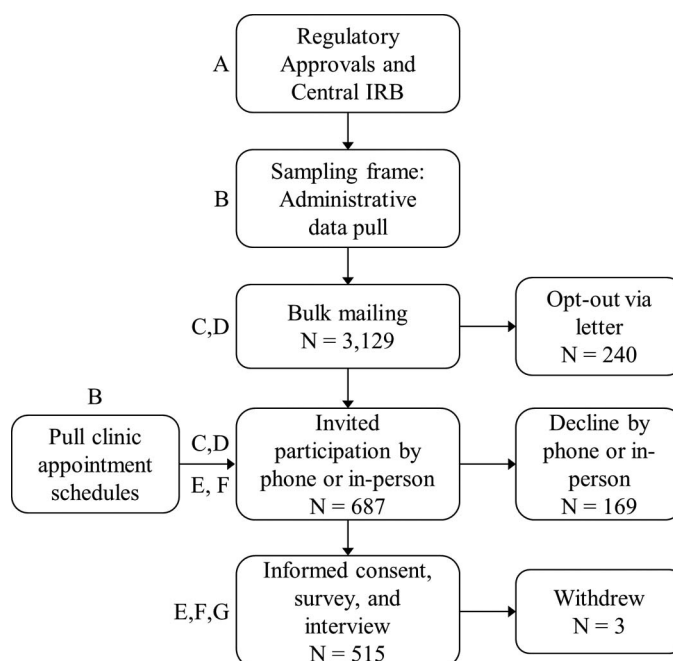 A
Regulatory
Approvals and
Central IRB
B
Sampling frame:
Administrative
data pull
C,D
Bulk mailing
N = 3,129
Opt-out via
letter
N = 240
B
Pull clinic
appointment
schedules
C,D
E, F
Invited
participation by
phone or in-person
N = 687
Decline by
phone or in-
person
N = 169
E,F,G
Informed consent,
survey, and
interview
N = 515
Withdrew
N = 3